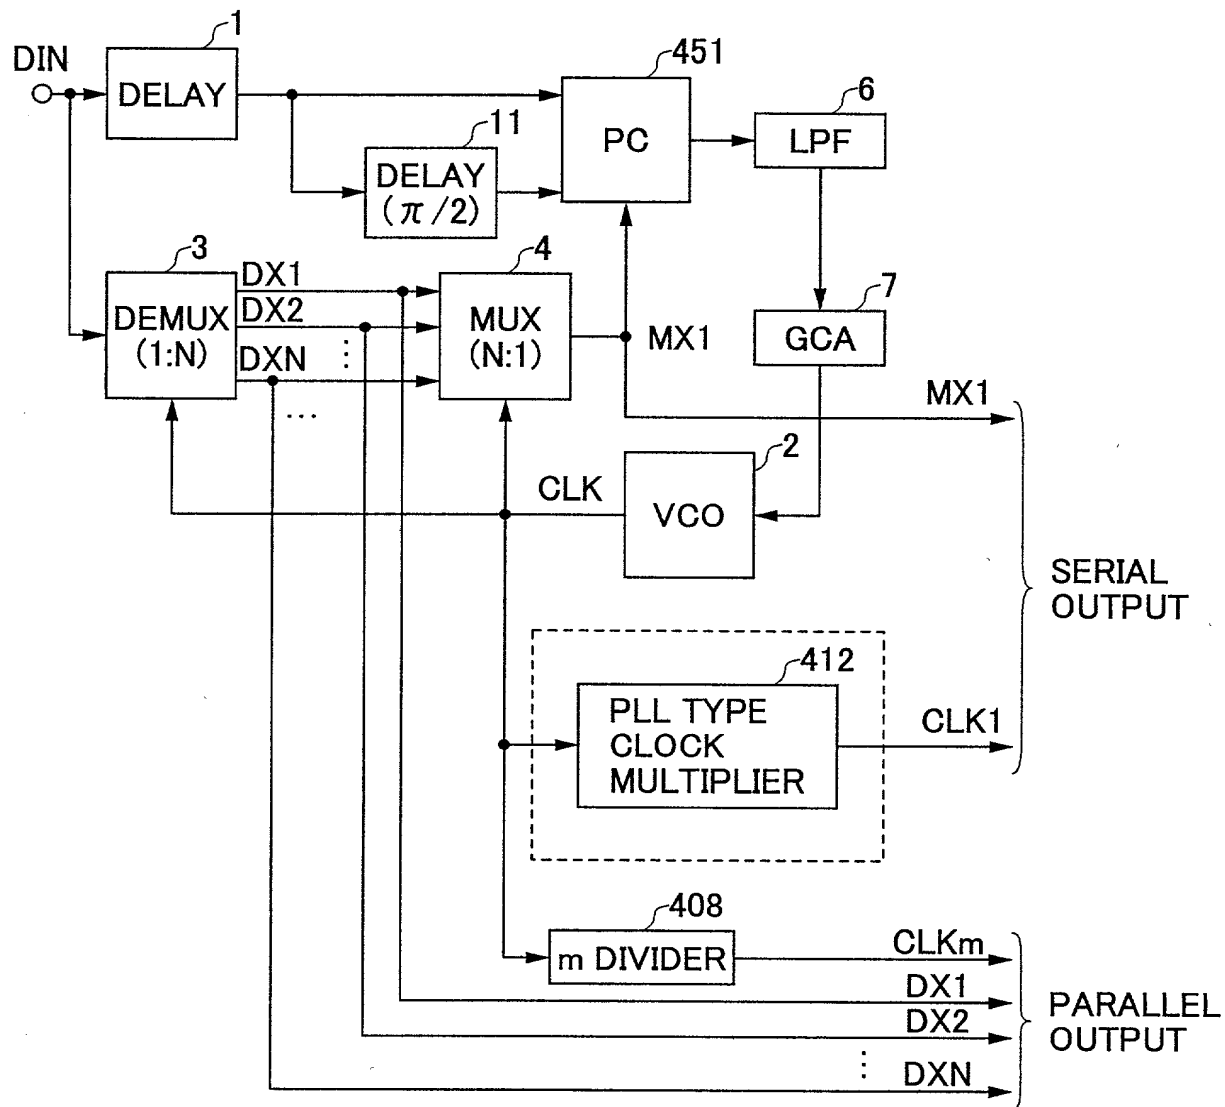 1
DIN
DELAY
451
PC
6
LPF
11
DELAY
(π/2)
3
DEMUX
(1:N)
DX1
DX2
⋮
DXN
...
4
MUX
(N:1)
MX1
7
GCA
MX1
2
VCO
CLK
SERIAL
OUTPUT
412
PLL TYPE
CLOCK
MULTIPLIER
CLK1
408
m DIVIDER
CLKm
DX1
DX2
⋮
DXN
PARALLEL
OUTPUT